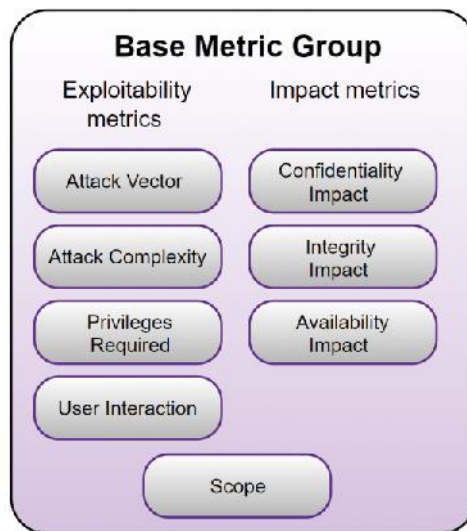 Base Metric Group
Exploitability
metrics
Impact metrics
Attack Vector
Attack Complexity
Privileges
Required
User Interaction
Confidentiality
Impact
Integrity
Impact
Availability
Impact
Scope